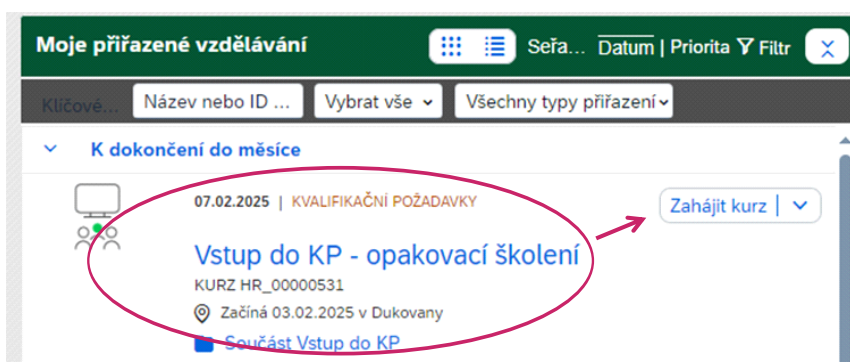 Moje přiřazené vzdělávání Seřa... Datum | Priorita Filtr
Klíčové... Název nebo ID ... Vybrat vše Všechny typy přiřazení
K dokončení do měsíce
07.02.2025 | KVALIFIKAČNÍ POŽADAVKY
Zahájit kurz
Vstup do KP - opakovací školení
KURZ HR_00000531
Začíná 03.02.2025 v Dukovany
Součást Vstup do KP